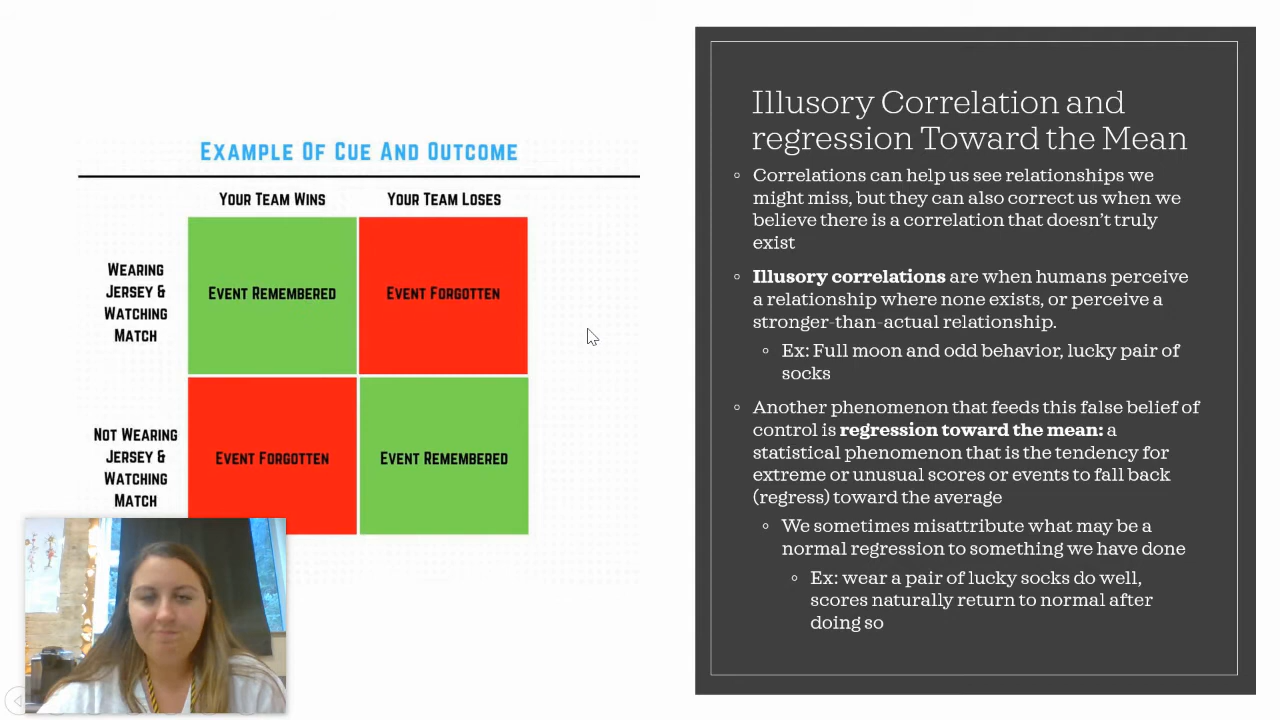 EXAMPLE OF CUE AND OUTCOME
YOUR TEAM WINS
YOUR TEAM LOSES
WEARING
JERSEY &
WATCHING
MATCH
EVENT REMEMBERED
EVENT FORGOTTEN
NOT WEARING
JERSEY &
WATCHING
MATCH
EVENT FORGOTTEN
EVENT REMEMBERED
Illusory Correlation and
regression Toward the Mean
Correlations can help us see relationships we
might miss, but they can also correct us when we
believe there is a correlation that doesn't truly
exist
Illusory correlations are when humans perceive
a relationship where none exists, or perceive a
stronger-than-actual relationship.
Ex: Full moon and odd behavior, lucky pair of
socks
Another phenomenon that feeds this false belief of
control is regression toward the mean: a
statistical phenomenon that is the tendency for
extreme or unusual scores or events to fall back
(regress) toward the average
We sometimes misattribute what may be a
normal regression to something we have done
Ex: wear a pair of lucky socks do well,
scores naturally return to normal after
doing so